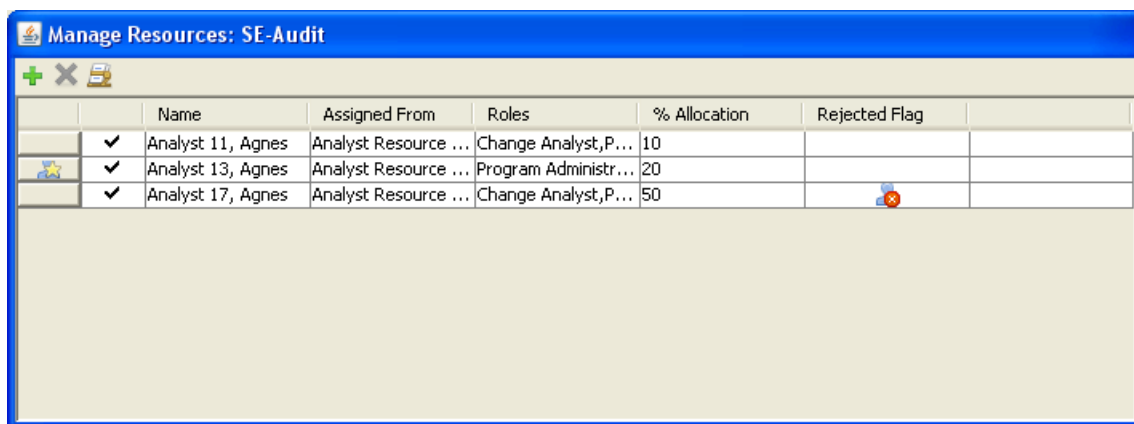 Manage Resources: SE-Audit
Name Assigned From Roles % Allocation Rejected Flag
Analyst 11, Agnes Analyst Resource ... Change Analyst,P... 10
Analyst 13, Agnes Analyst Resource ... Program Administr... 20
Analyst 17, Agnes Analyst Resource ... Change Analyst,P... 50